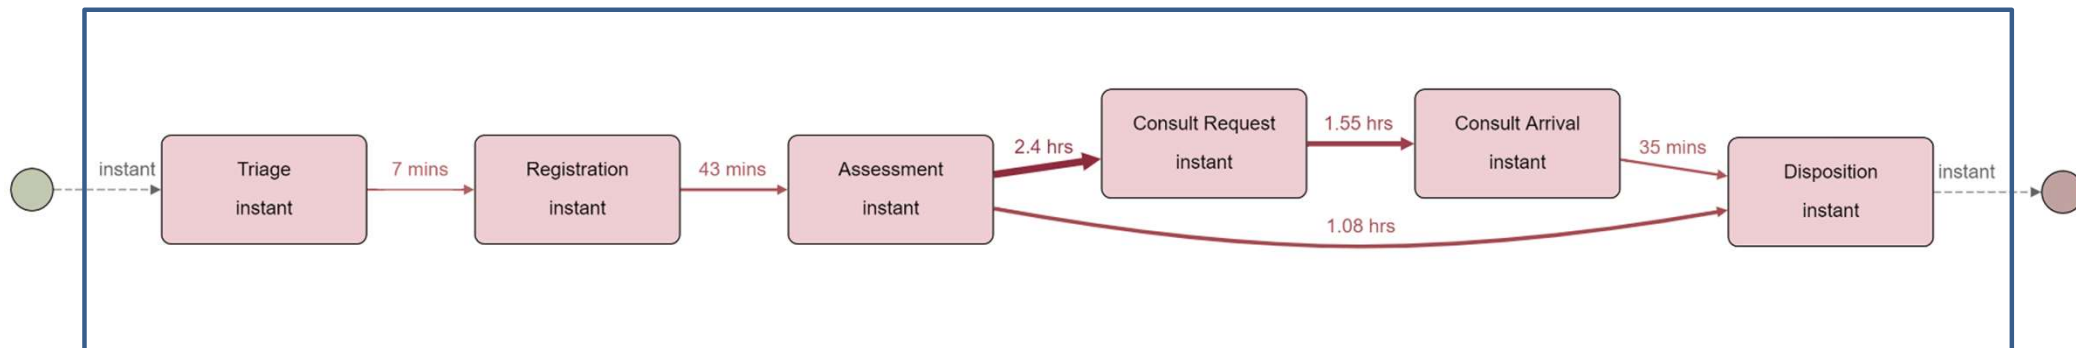 instant
Triage
instant
7 mins
Registration
instant
43 mins
Assessment
instant
2.4 hrs
Consult Request
instant
1.55 hrs
Consult Arrival
instant
35 mins
1.08 hrs
Disposition
instant
instant